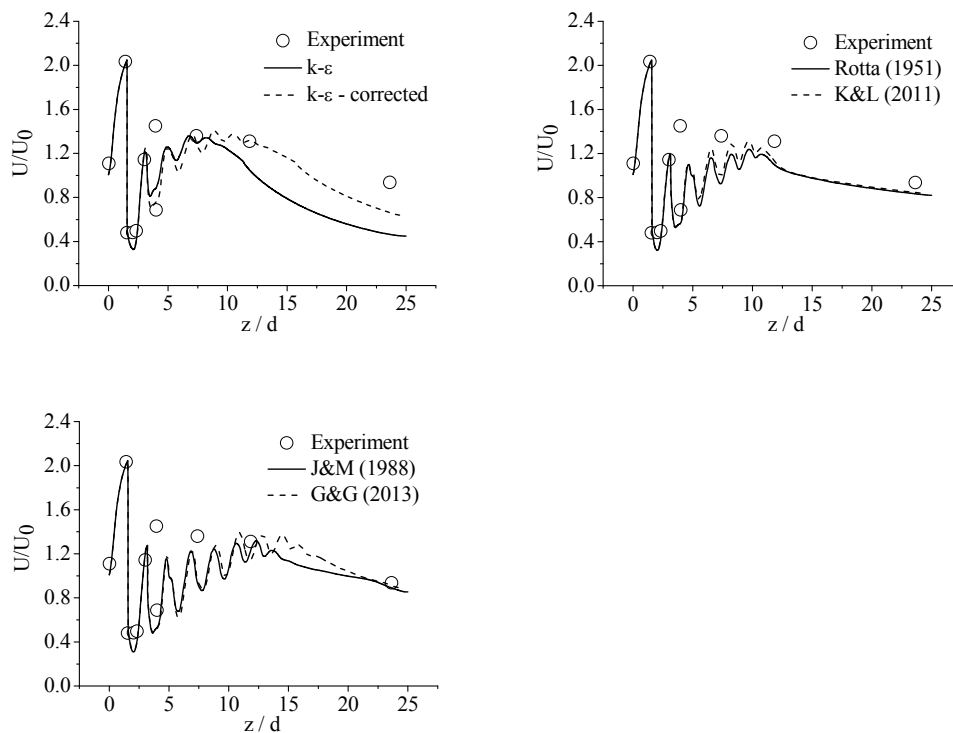 2.4
2.0
1.6
1.2
0.8
0.4
0.0
U/U0
0 5 10 15 20 25
z / d
Experiment
k-ε
k-ε - corrected
2.4
2.0
1.6
1.2
0.8
0.4
0.0
U/U0
0 5 10 15 20 25
z / d
Experiment
Rotta (1951)
K&L (2011)
2.4
2.0
1.6
1.2
0.8
0.4
0.0
U/U0
0 5 10 15 20 25
z / d
Experiment
J&M (1988)
G&G (2013)